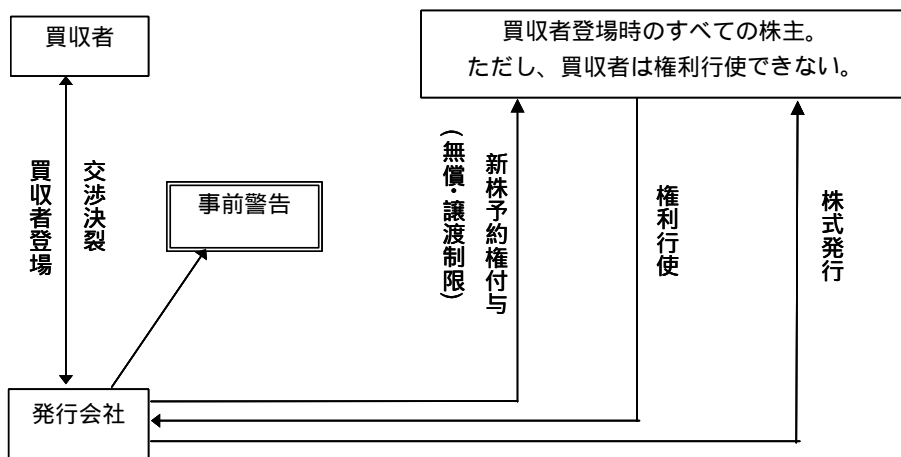 買収者
買収者登場時のすべての株主。
ただし、買収者は権利行使できない。
買収者登場
交渉決裂
事前警告
新株予約権付与
（無償・譲渡制限）
権利行使
株式発行
発行会社